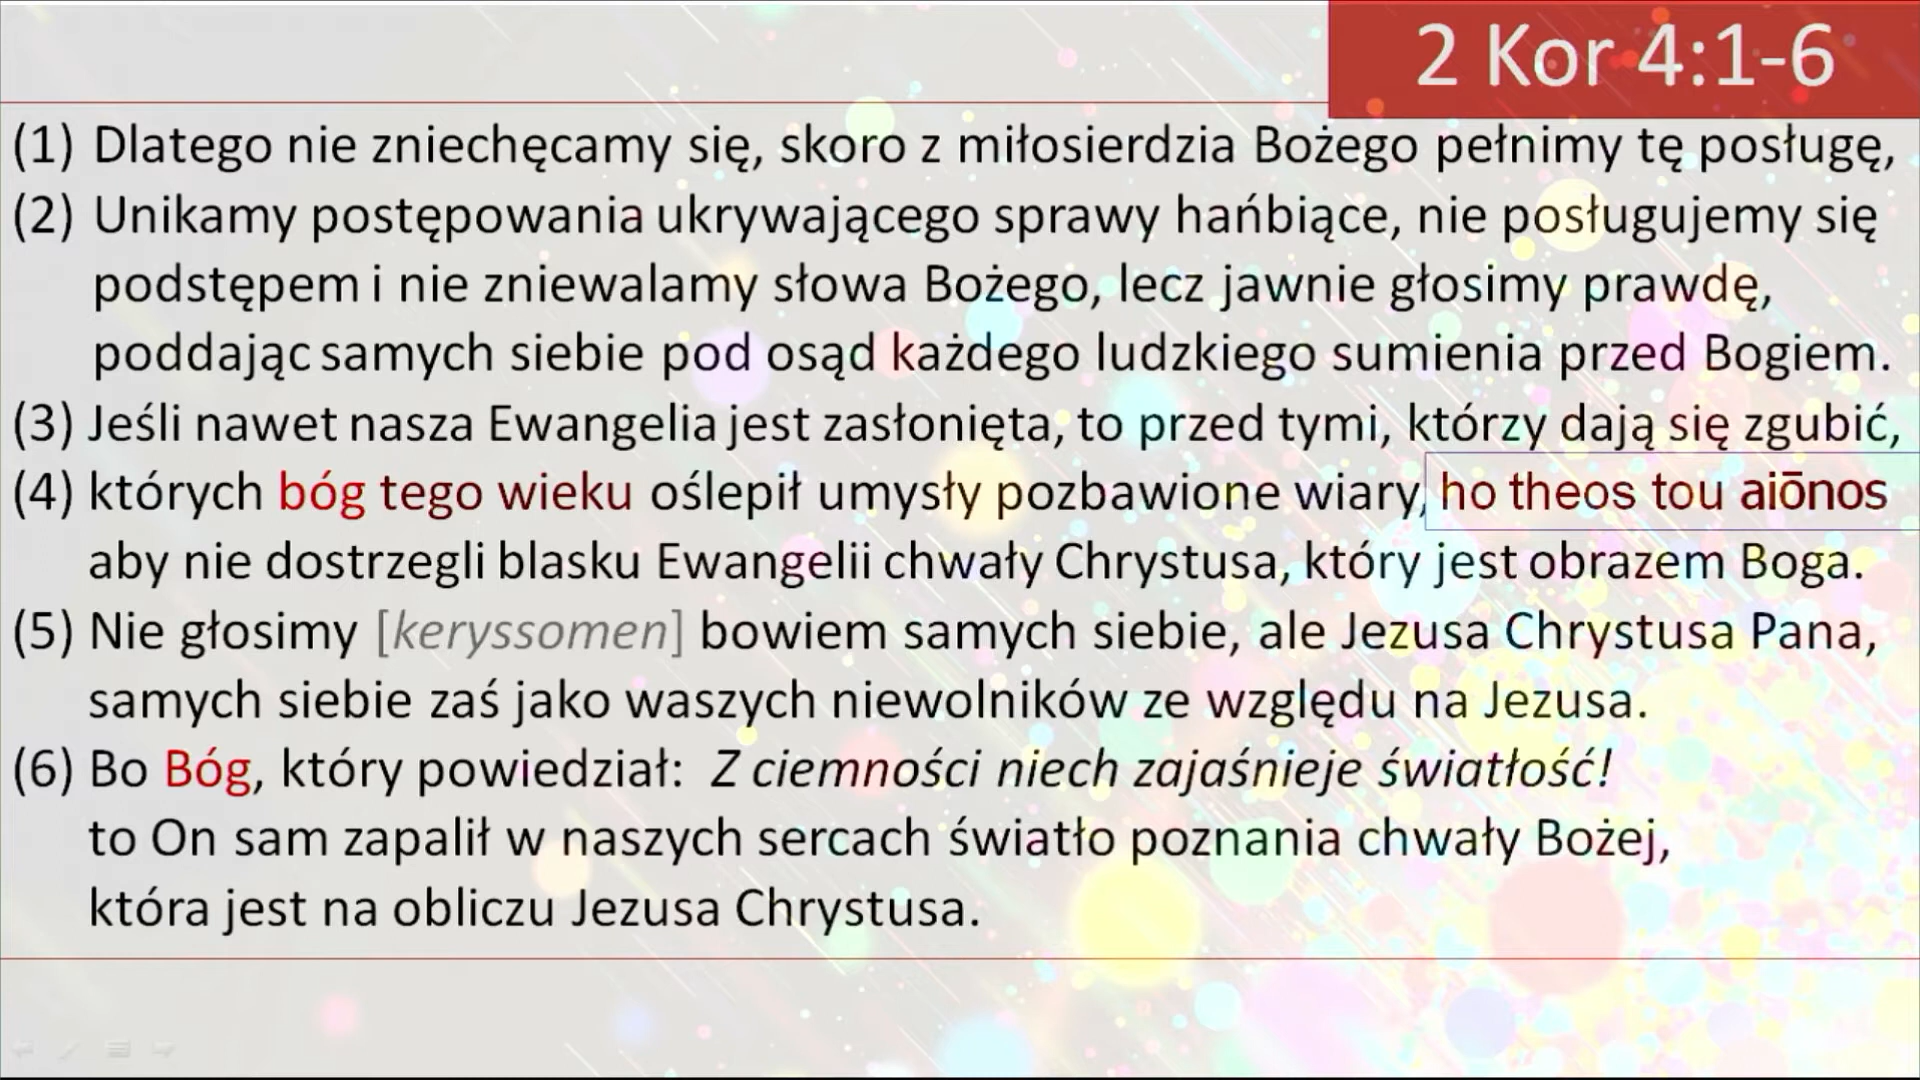 2 Kor 4:1-6
(1) Dlatego nie zniechęcamy się, skoro z miłosierdzia Bożego pełnimy tę posługę,
(2) Unikamy postępowania ukrywającego sprawy hańbiące, nie posługujemy się
podstępem i nie zniewalamy słowa Bożego, lecz jawnie głosimy prawdę,
poddając samych siebie pod osąd każdego ludzkiego sumienia przed Bogiem.
(3) Jeśli nawet nasza Ewangelia jest zasłonięta, to przed tymi, którzy dają się zgubić,
(4) których bóg tego wieku oślepił umysły pozbawione wiary, ho theos tou aiōnos
aby nie dostrzegli blasku Ewangelii chwały Chrystusa, który jest obrazem Boga.
(5) Nie głosimy [keryssomen] bowiem samych siebie, ale Jezusa Chrystusa Pana,
samych siebie zaś jako waszych niewolników ze względu na Jezusa.
(6) Bo Bóg, który powiedział: Z ciemności niech zajaśnieje światłość!
to On sam zapalił w naszych sercach światło poznania chwały Bożej,
która jest na obliczu Jezusa Chrystusa.